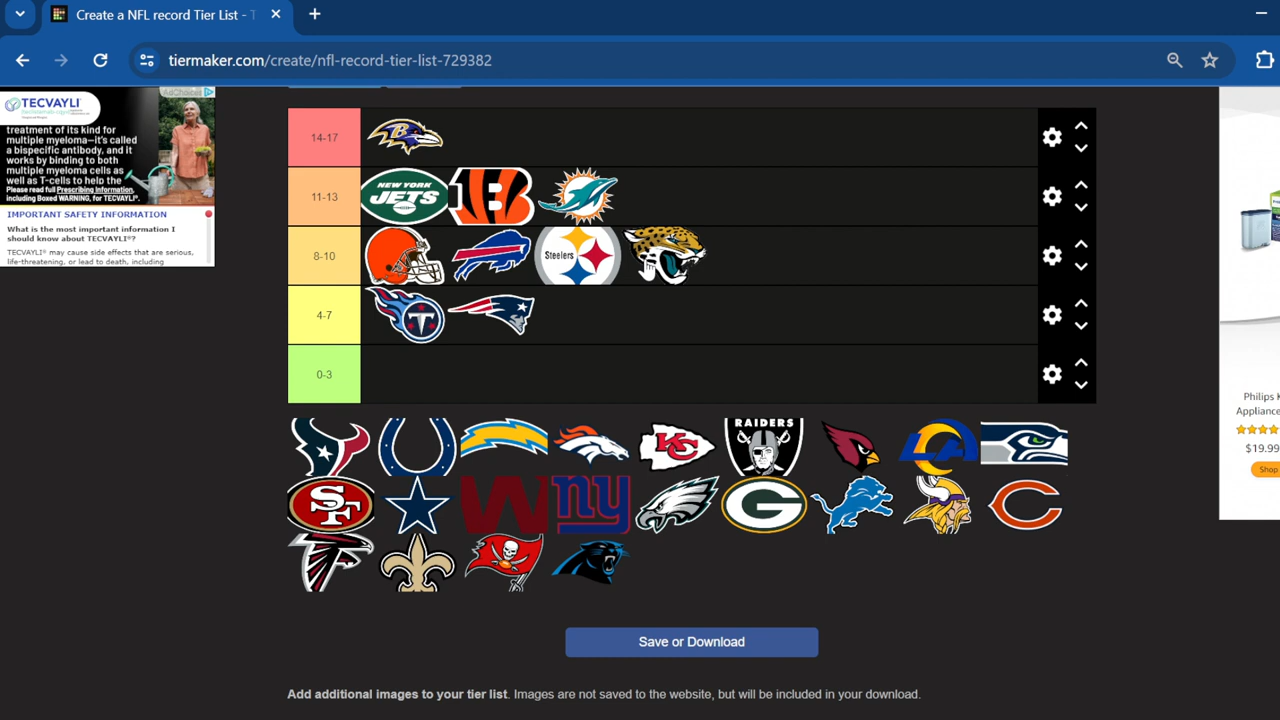 Create a NFL record Tier List - T
tiermaker.com/create/nfl-record-tier-list-729382
TECVAYLI
AdChoices
treatment of its kind for
multiple myeloma—it's called
a bispecific antibody, and it
works by binding to both
multiple myeloma cells as
well as T-cells to help the
Please read full Prescribing Information,
including Boxed WARNING, for TECVAYLI®.
IMPORTANT SAFETY INFORMATION
What is the most important information I
should know about TECVAYLI®?
TECVAYLI® may cause side effects that are serious,
life-threatening, or lead to death, including
14-17
B
11-13
NEW YORK
JETS
B
8-10
Steelers
4-7
T
0-3
KC
RAIDERS
SF
W
ny
G
C
Philips K
Appliance
$19.99
Shop
Save or Download
Add additional images to your tier list. Images are not saved to the website, but will be included in your download.